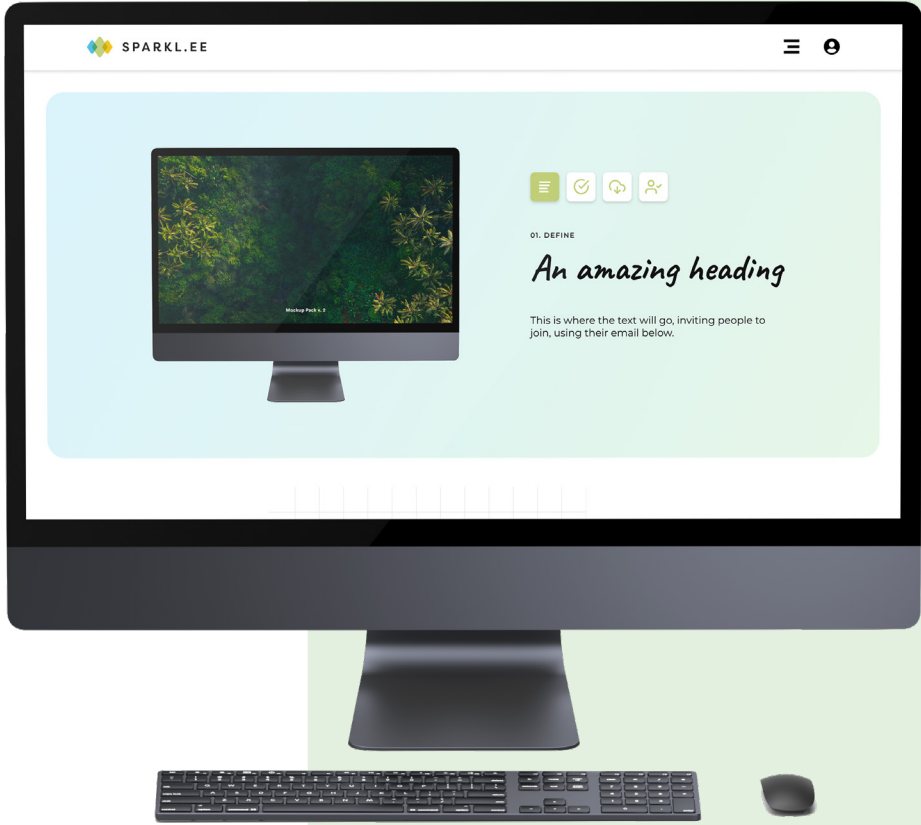 SPARKL.EE
Mockup Pack v. 2
01. DEFINE
An amazing heading
This is where the text will go, inviting people to
join, using their email below.